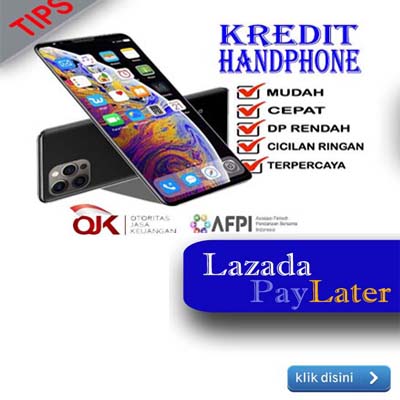 TIPS
KREDIT
HANDPHONE
MUDAH
CEPAT
DP RENDAH
CICILAN RINGAN
TERPERCAYA
OJK
OTORITAS
JASA
KEUANGAN
AFPI
Lazada
PayLater
klik disini